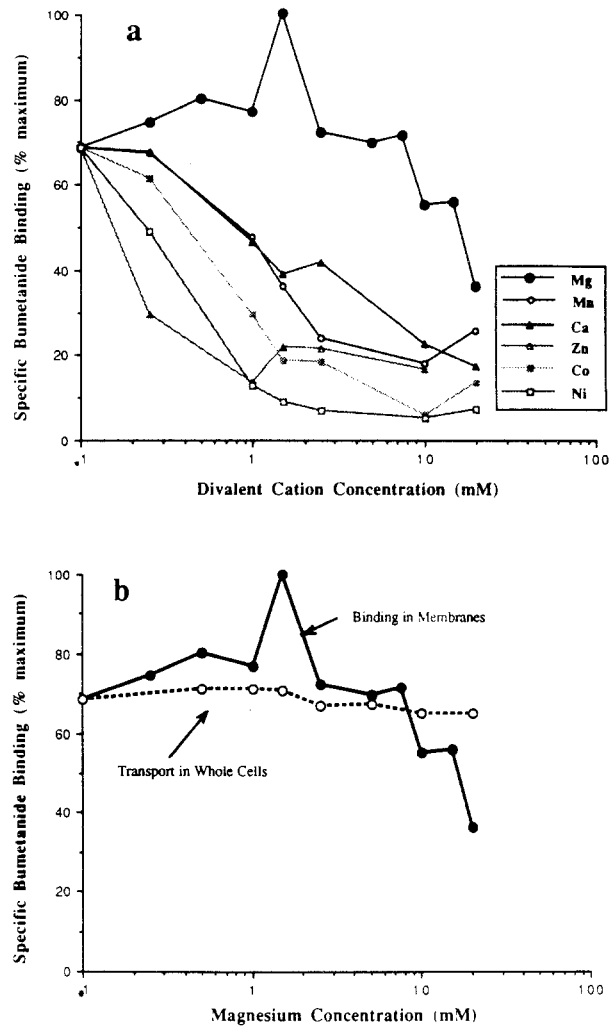 a
100
80
60
40
20
0
Specific Bumetanide Binding (% maximum)
.1
1
10
100
Divalent Cation Concentration (mM)
Mg
Mn
Ca
Zn
Co
Ni
b
100
80
60
40
20
0
Specific Bumetanide Binding (% maximum)
Binding in Membranes
Transport in Whole Cells
.1
1
10
100
Magnesium Concentration (mM)